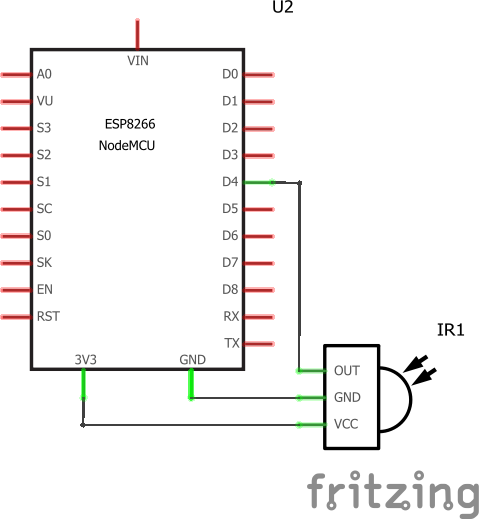 U2
VIN
A0 D0
VU D1
S3 ESP8266 D2
S2 NodeMCU D3
S1 D4
SC D5
S0 D6
SK D7
EN D8
RST RX
TX
3V3 GND
IR1
OUT
GND
VCC
fritzing